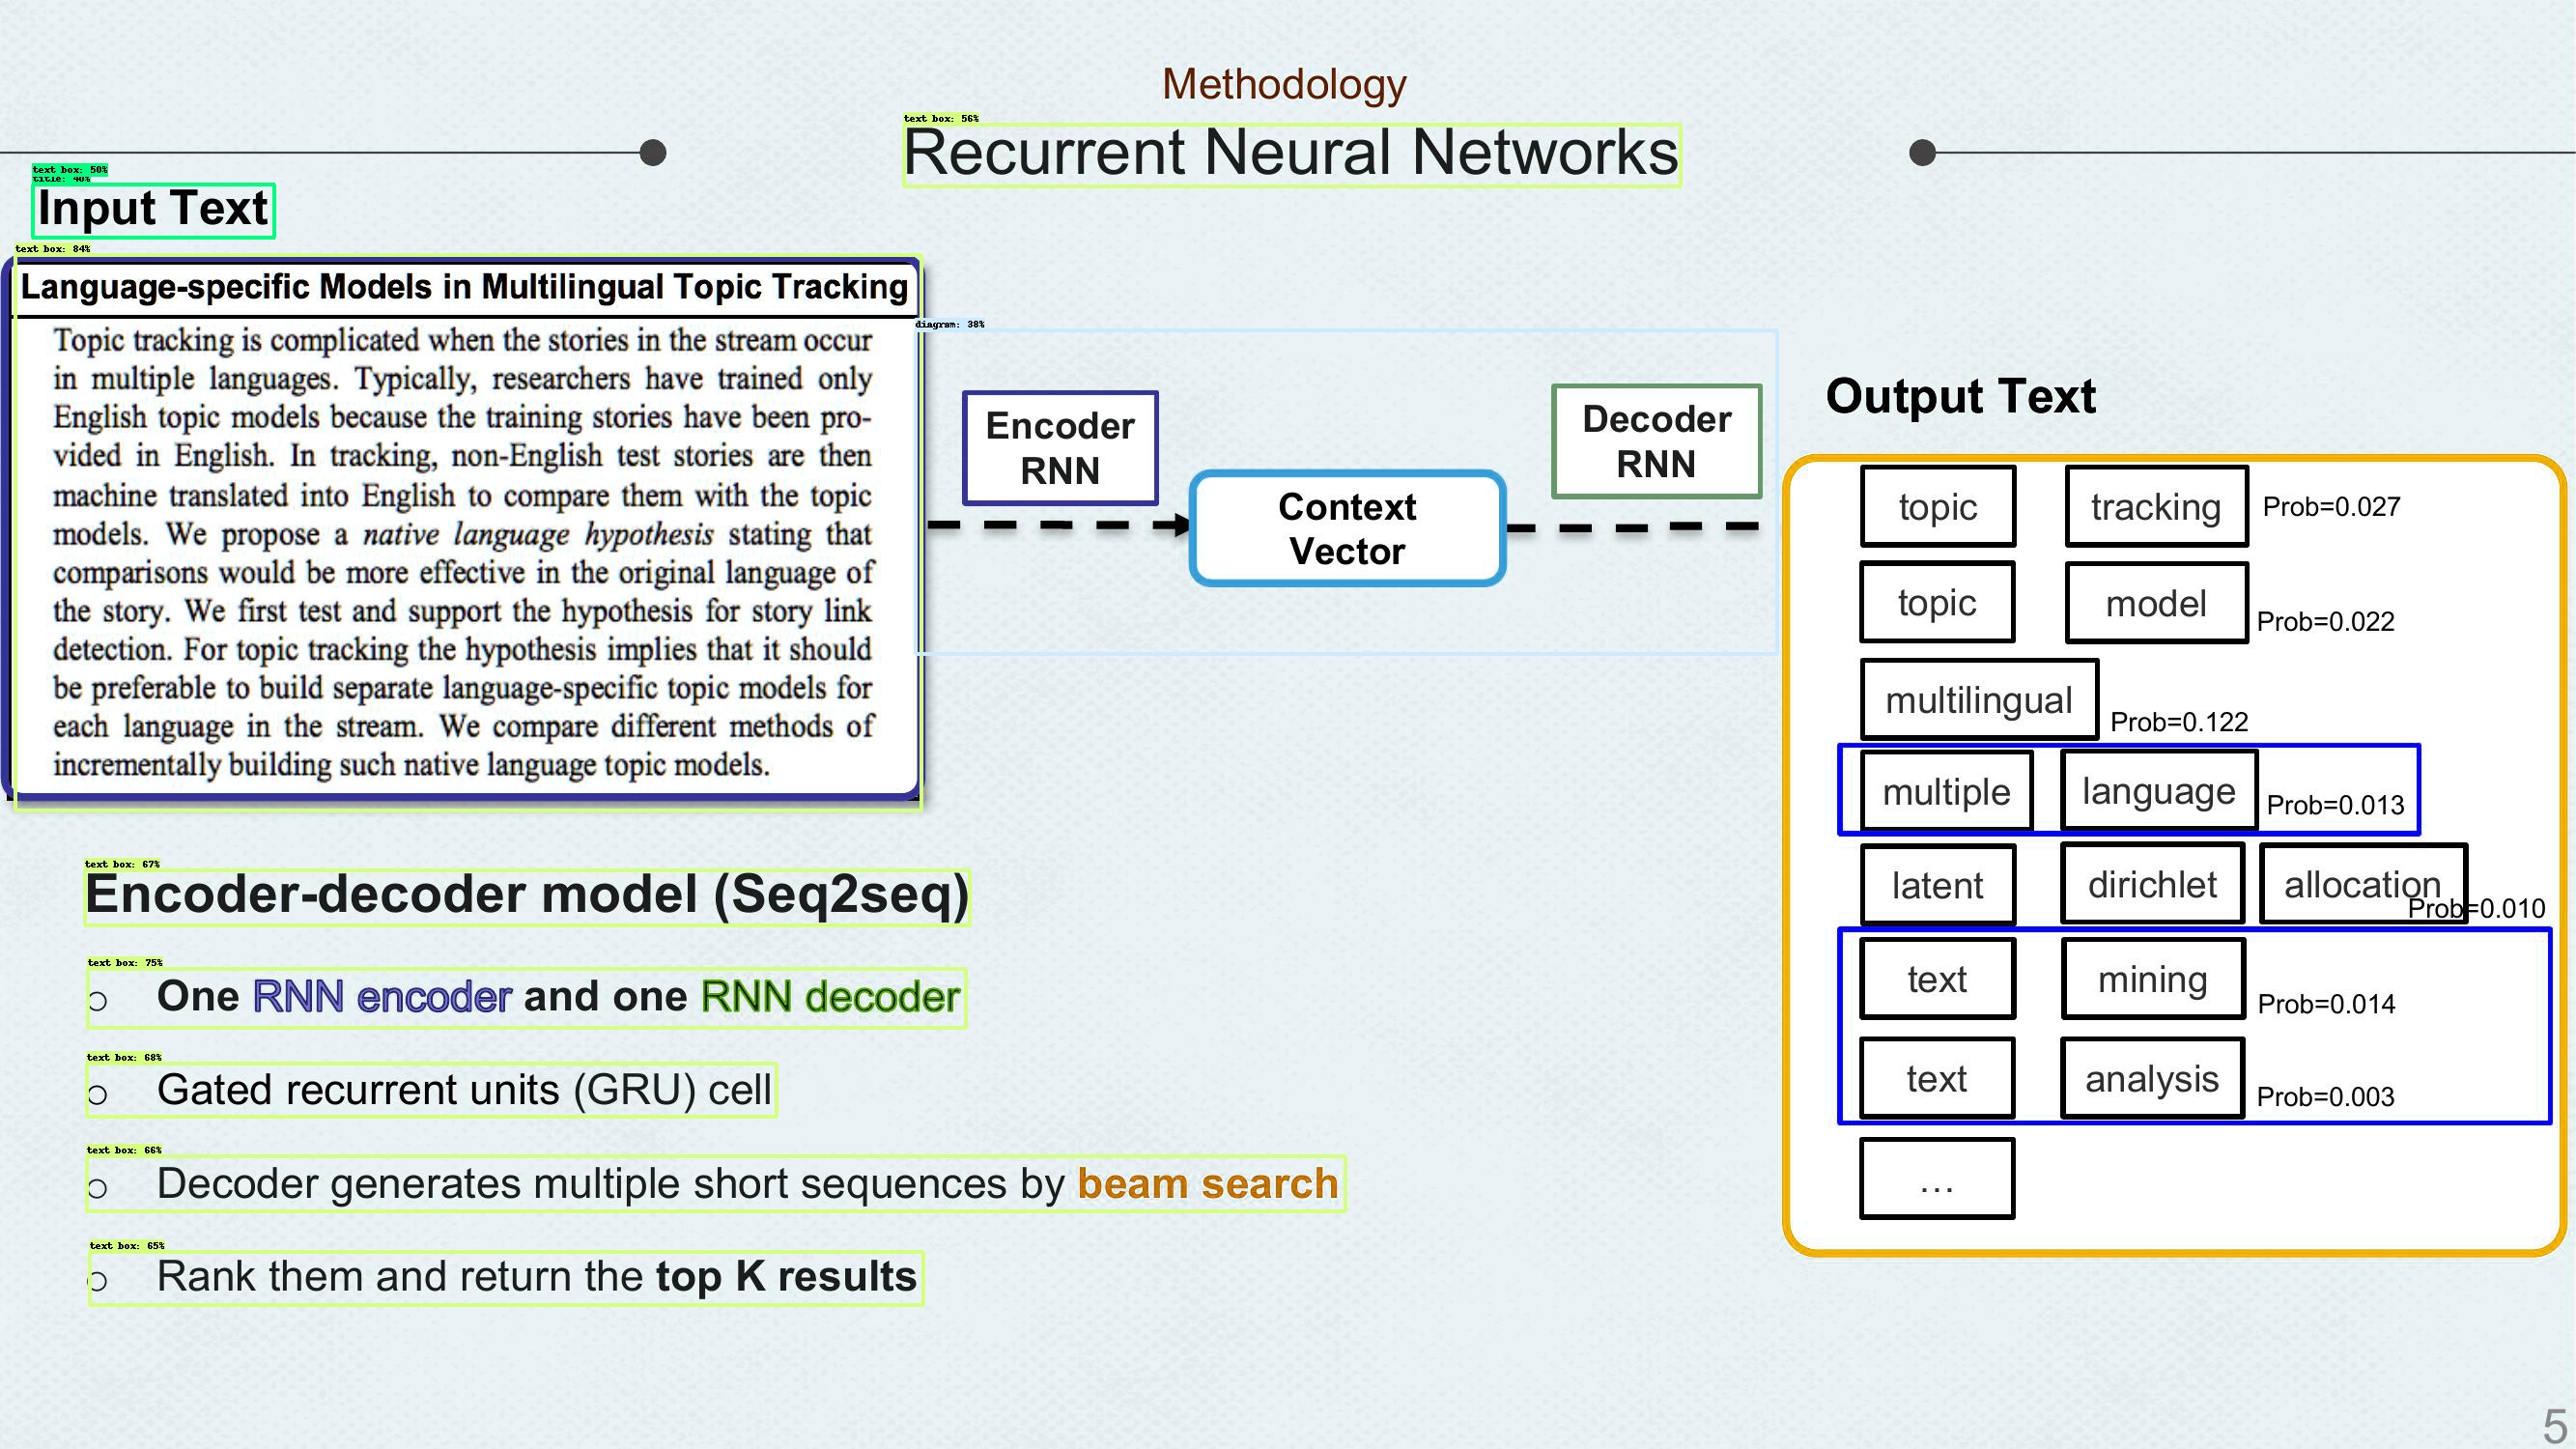 Methodology
text box: 56%
Recurrent Neural Networks
text box: 50%
title: 40%
Input Text
text box: 84%
Language-specific Models in Multilingual Topic Tracking
Topic tracking is complicated when the stories in the stream occur
in multiple languages. Typically, researchers have trained only
English topic models because the training stories have been pro-
vided in English. In tracking, non-English test stories are then
machine translated into English to compare them with the topic
models. We propose a native language hypothesis stating that
comparisons would be more effective in the original language of
the story. We first test and support the hypothesis for story link
detection. For topic tracking the hypothesis implies that it should
be preferable to build separate language-specific topic models for
each language in the stream. We compare different methods of
incrementally building such native language topic models.
diagram: 38%
Encoder
RNN
Context
Vector
Decoder
RNN
Output Text
topic tracking Prob=0.027
topic model Prob=0.022
multilingual Prob=0.122
multiple language Prob=0.013
latent dirichlet allocation Prob=0.010
text mining Prob=0.014
text analysis Prob=0.003
...
text box: 67%
Encoder-decoder model (Seq2seq)
text box: 75%
○ One RNN encoder and one RNN decoder
text box: 68%
○ Gated recurrent units (GRU) cell
text box: 66%
○ Decoder generates multiple short sequences by beam search
text box: 65%
○ Rank them and return the top K results
5